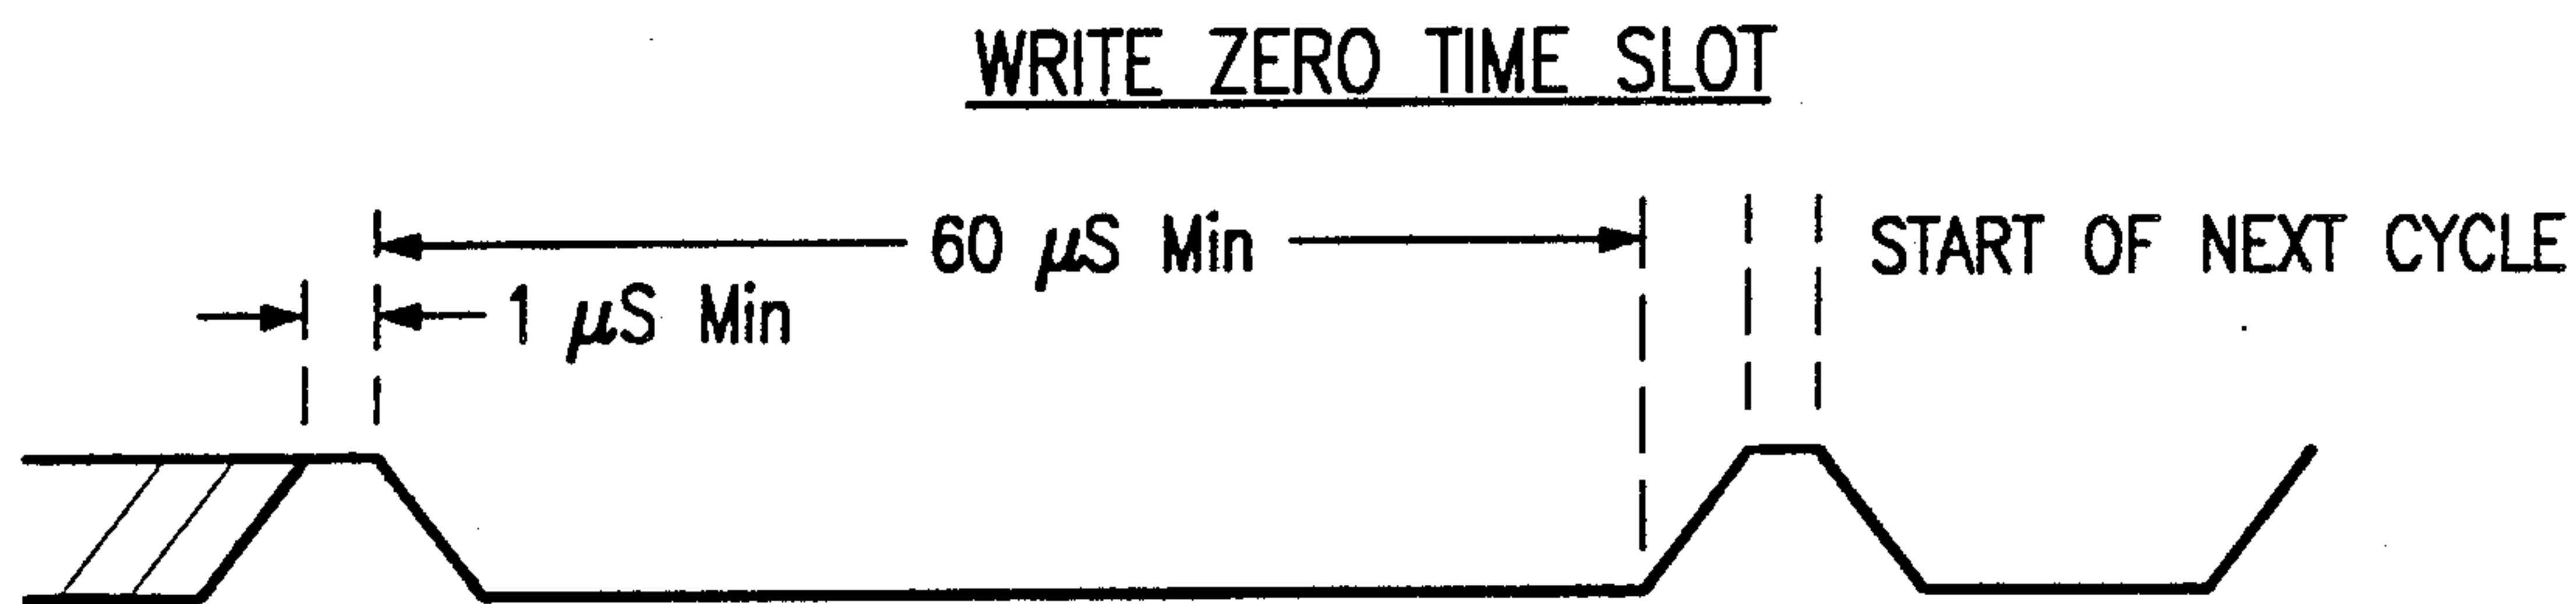 WRITE ZERO TIME SLOT
60 μS Min
START OF NEXT CYCLE
1 μS Min